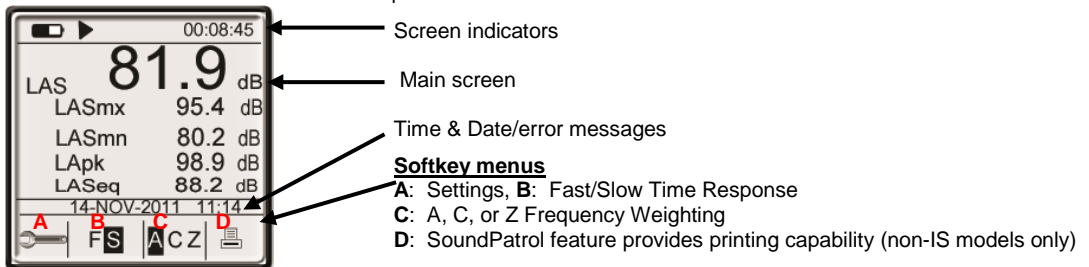 00:08:45
Screen indicators
81.9
LAS dB
Main screen
LASmx 95.4 dB
LASmn 80.2 dB
Time & Date/error messages
LApk 98.9 dB
Softkey menus
LASeq 88.2 dB
A: Settings, B: Fast/Slow Time Response
14-NOV-2011 11:14
C: A, C, or Z Frequency Weighting
A B C D
F S A C Z
D: SoundPatrol feature provides printing capability (non-IS models only)